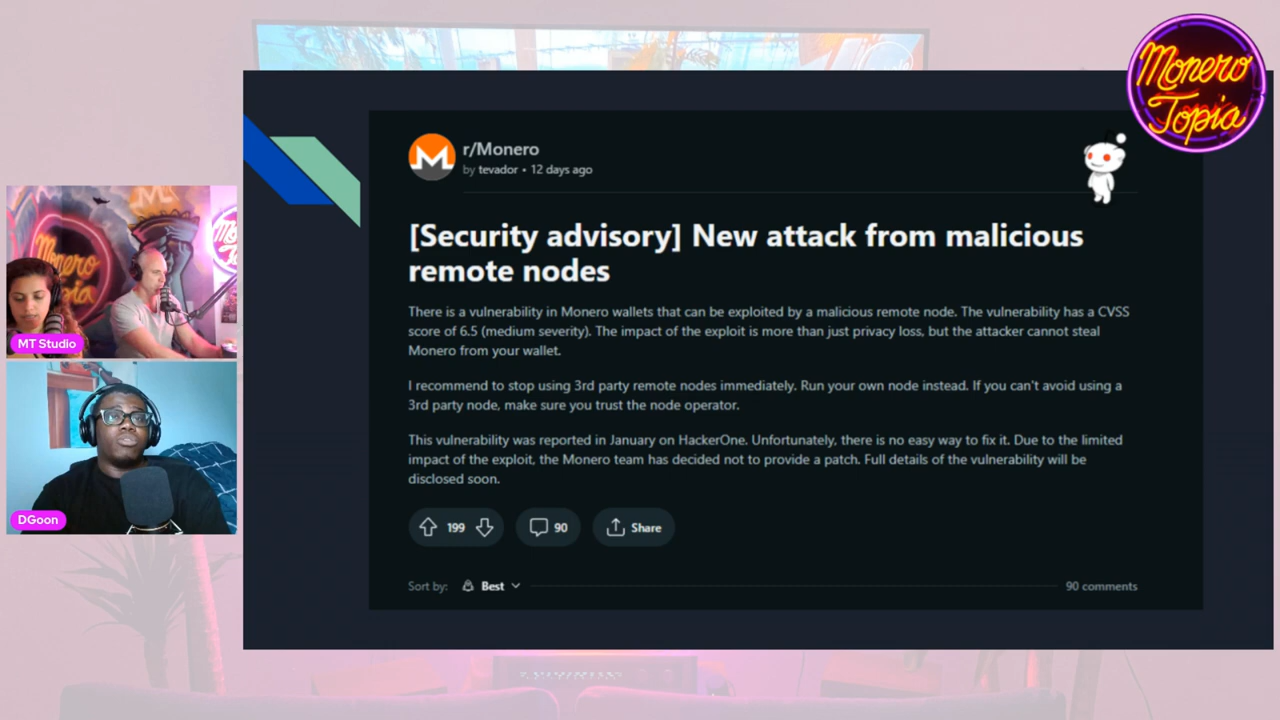 Monero
Topia
r/Monero
by tevador • 12 days ago
[Security advisory] New attack from malicious
remote nodes
There is a vulnerability in Monero wallets that can be exploited by a malicious remote node. The vulnerability has a CVSS
score of 6.5 (medium severity). The impact of the exploit is more than just privacy loss, but the attacker cannot steal
Monero from your wallet.
I recommend to stop using 3rd party remote nodes immediately. Run your own node instead. If you can't avoid using a
3rd party node, make sure you trust the node operator.
This vulnerability was reported in January on HackerOne. Unfortunately, there is no easy way to fix it. Due to the limited
impact of the exploit, the Monero team has decided not to provide a patch. Full details of the vulnerability will be
disclosed soon.
199
90
Share
Sort by:
Best
90 comments
Monero
Topia
MT Studio
DGoon